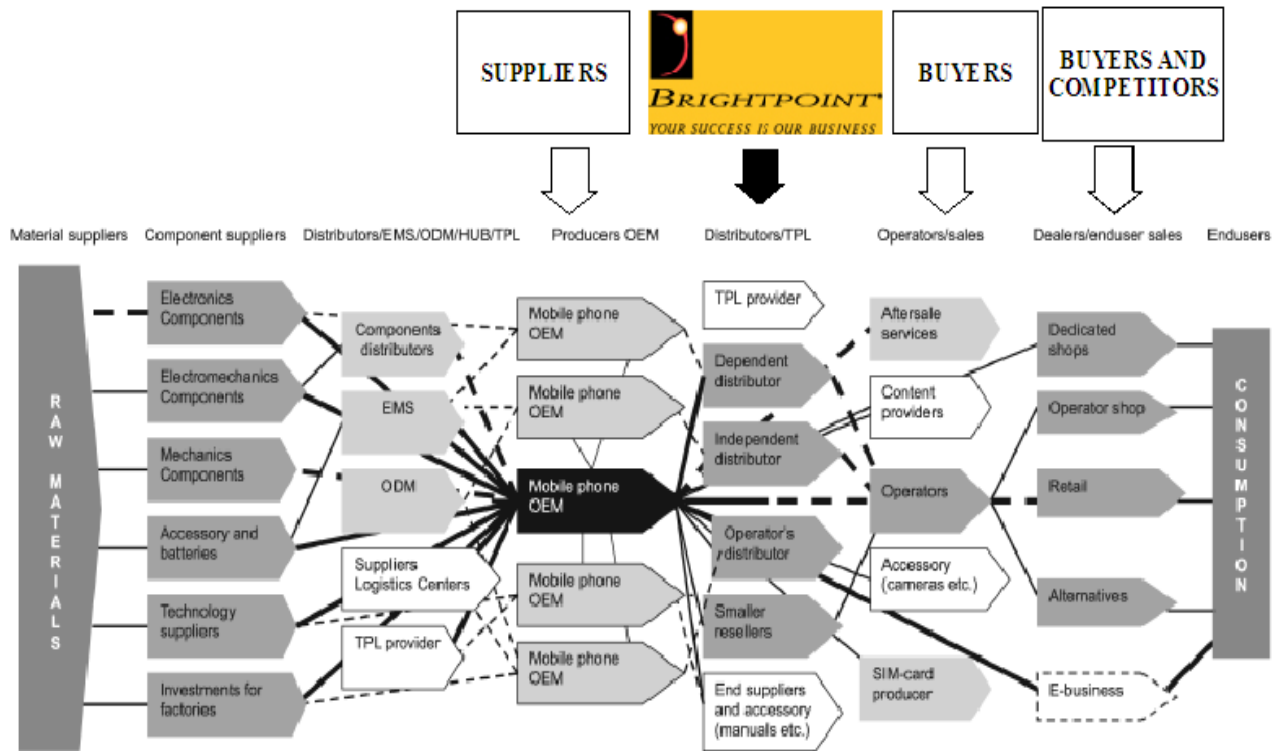 SUPPLIERS
BRIGHTPOINT®
YOUR SUCCESS IS OUR BUSINESS
BUYERS
BUYERS AND
COMPETITORS
Material suppliers
Component suppliers
Distributors/EMS/ODM/HUB/TPL
Producers OEM
Distributors/TPL
Operators/sales
Dealers/enduser sales
Endusers
RAW MATERIALS
Electronics
Components
Electromechanics
Components
Mechanics
Components
Accessory and
batteries
Technology
suppliers
Investments for
factories
Components
distributors
EIMS
ODM
Suppliers
Logistics Centers
TPL provider
Mobile phone
OEM
Mobile phone
OEM
Mobile phone
OEM
Mobile phone
OEM
Mobile phone
OEM
TPL provider
Dependent
distributor
Independent
distributor
Operator's
distributor
Smaller
resellers
End suppliers
and accessory
(manuals etc.)
Aftersale
services
Content
providers
Operators
Accessory
(cameras etc.)
SIM-card
producer
Dedicated
shops
Operator shop
Retail
Alternatives
E-business
CONSUMPTION